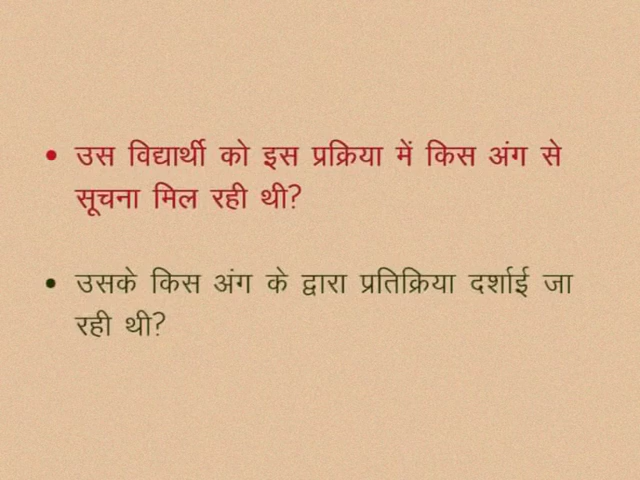 • उस विद्यार्थी को इस प्रक्रिया में किस अंग से
सूचना मिल रही थी?
• उसके किस अंग के द्वारा प्रतिक्रिया दर्शाई जा
रही थी?